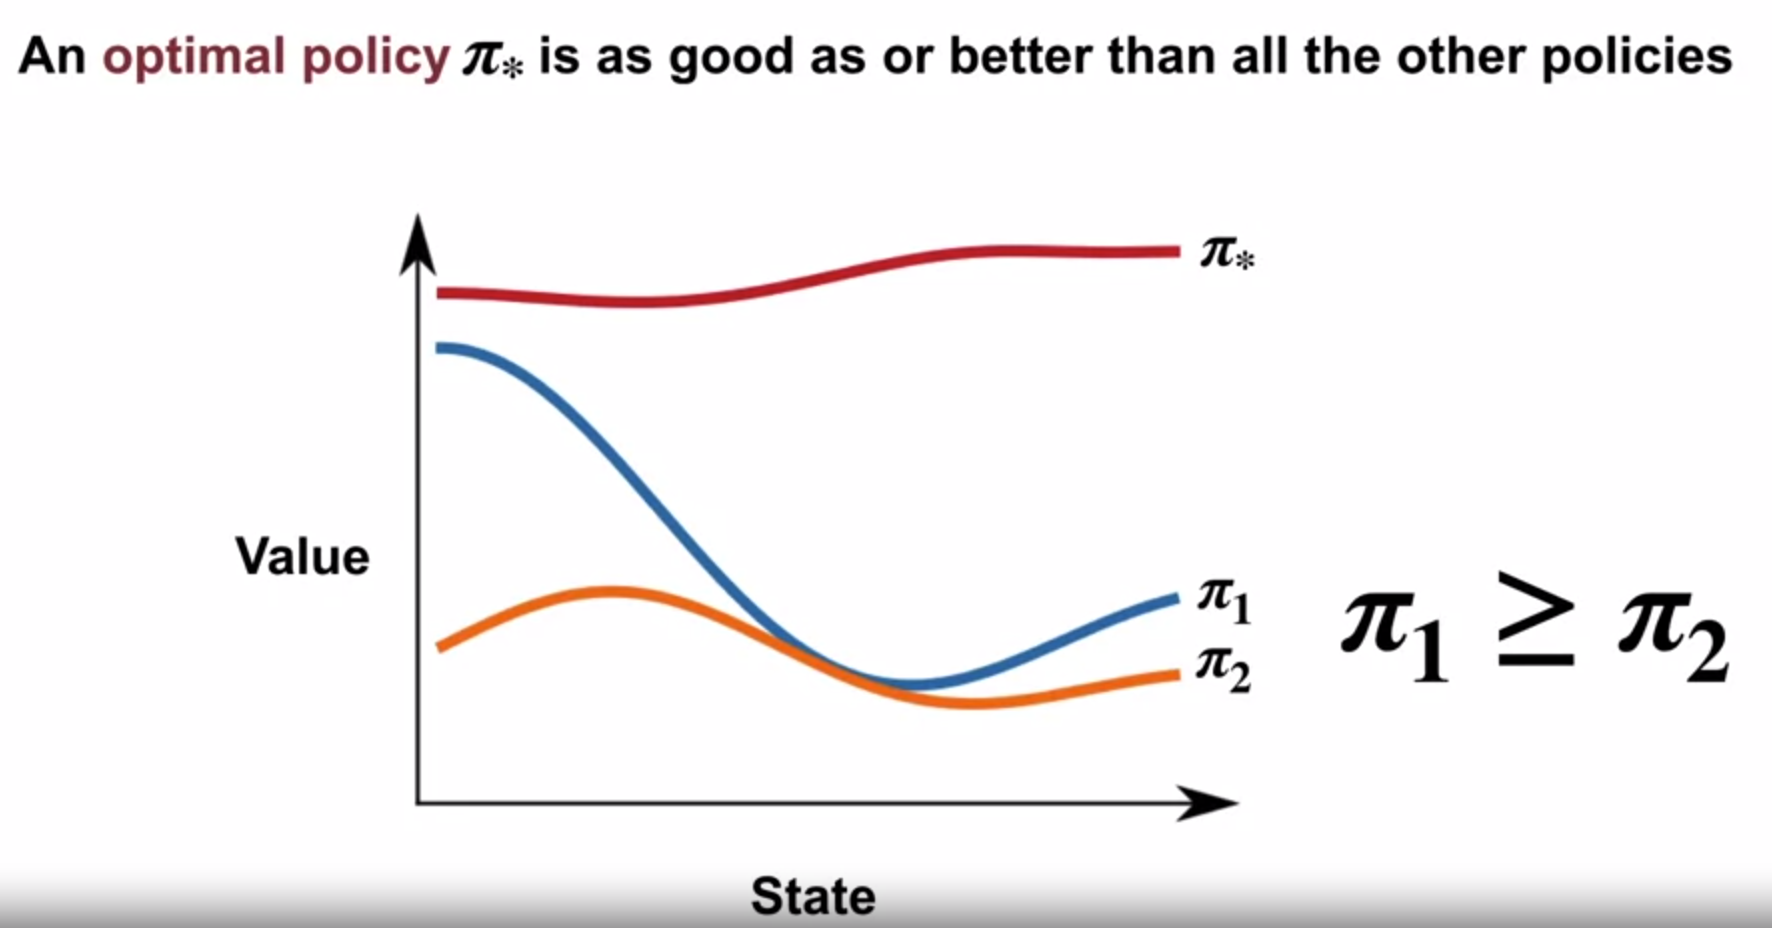 An optimal policy π* is as good as or better than all the other policies
π*
Value
π1
π2
π1 ≥ π2
State